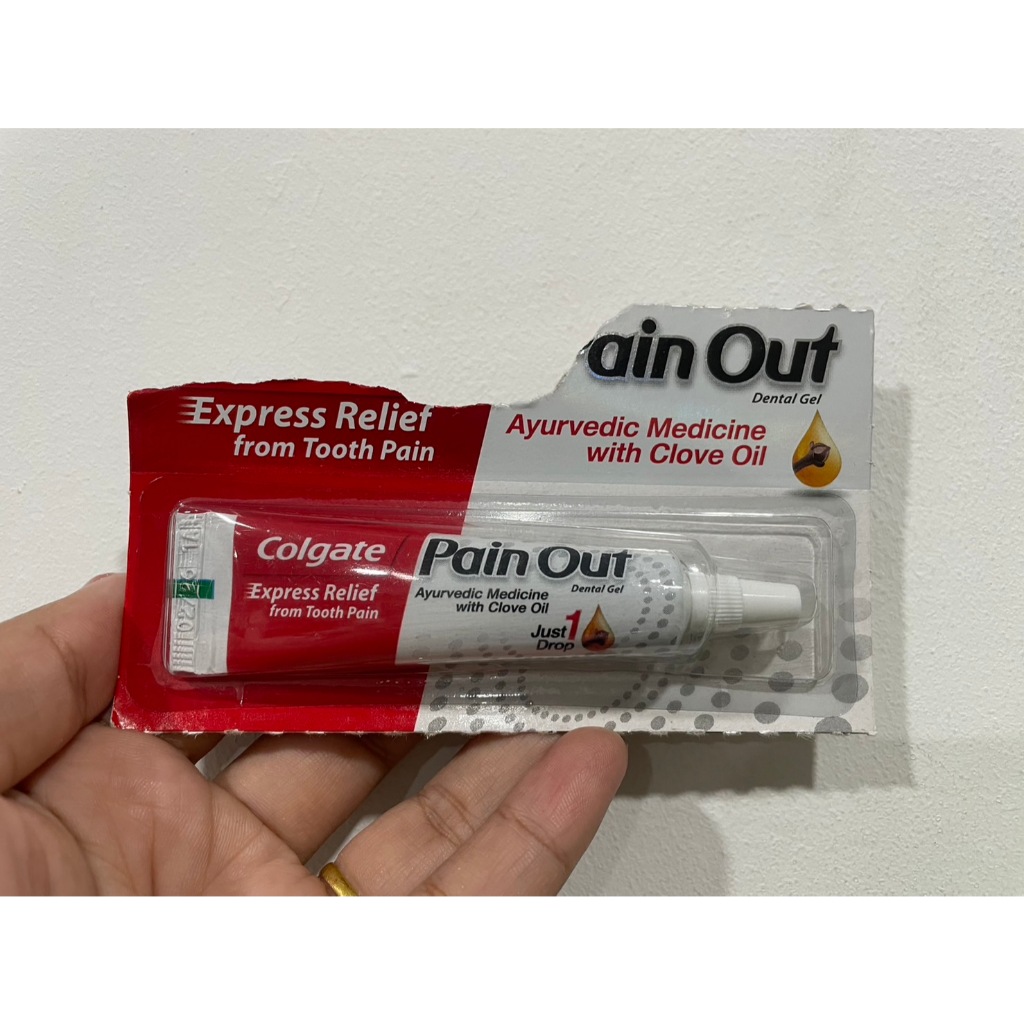 ain Out
Dental Gel
Express Relief
from Tooth Pain
Ayurvedic Medicine
with Clove Oil
Colgate
Express Relief
from Tooth Pain
Pain Out
Dental Gel
Ayurvedic Medicine
with Clove Oil
Just 1
Drop